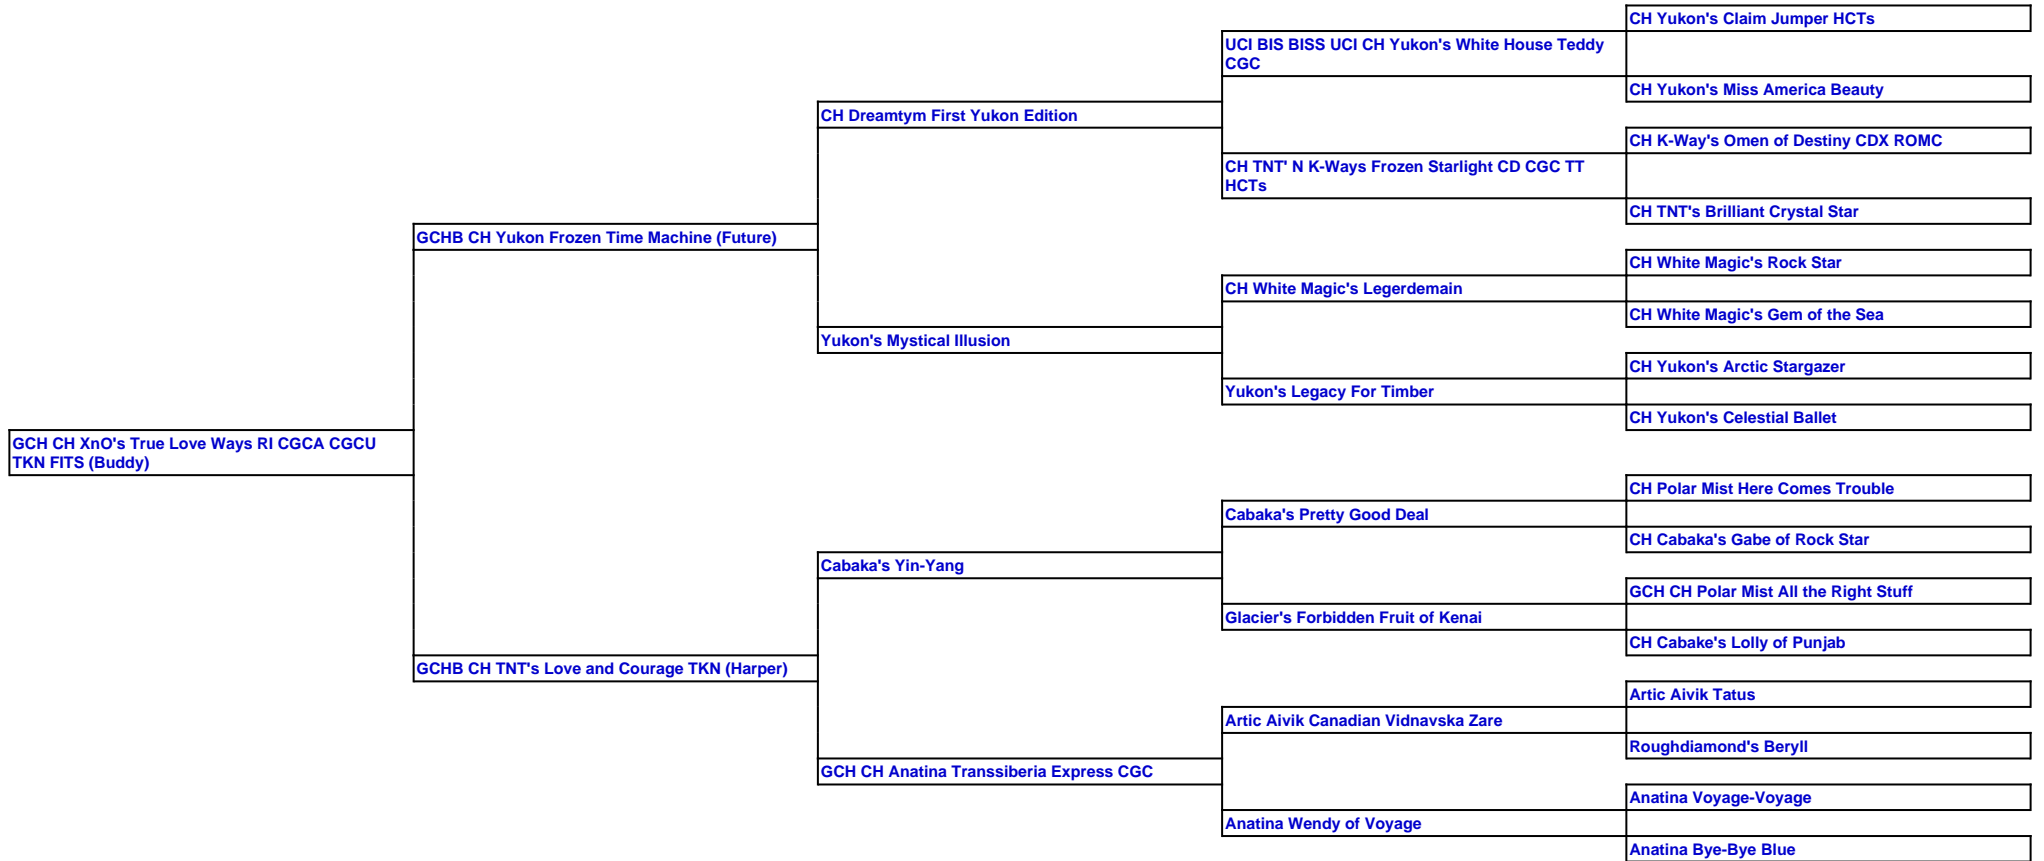 CH Yukon's Claim Jumper HCTs
UCI BIS BISS UCI CH Yukon's White House Teddy
CGC
CH Yukon's Miss America Beauty
CH Dreamtym First Yukon Edition
CH K-Way's Omen of Destiny CDX ROMC
CH TNT' N K-Ways Frozen Starlight CD CGC TT
HCTs
CH TNT's Brilliant Crystal Star
GCHB CH Yukon Frozen Time Machine (Future)
CH White Magic's Rock Star
CH White Magic's Legerdemain
CH White Magic's Gem of the Sea
Yukon's Mystical Illusion
CH Yukon's Arctic Stargazer
Yukon's Legacy For Timber
CH Yukon's Celestial Ballet
GCH CH XnO's True Love Ways RI CGCA CGCU
TKN FITS (Buddy)
CH Polar Mist Here Comes Trouble
Cabaka's Pretty Good Deal
CH Cabaka's Gabe of Rock Star
Cabaka's Yin-Yang
GCH CH Polar Mist All the Right Stuff
Glacier's Forbidden Fruit of Kenai
CH Cabake's Lolly of Punjab
GCHB CH TNT's Love and Courage TKN (Harper)
Artic Aivik Tatus
Artic Aivik Canadian Vidnavska Zare
Roughdiamond's Beryll
GCH CH Anatina Transsiberia Express CGC
Anatina Voyage-Voyage
Anatina Wendy of Voyage
Anatina Bye-Bye Blue